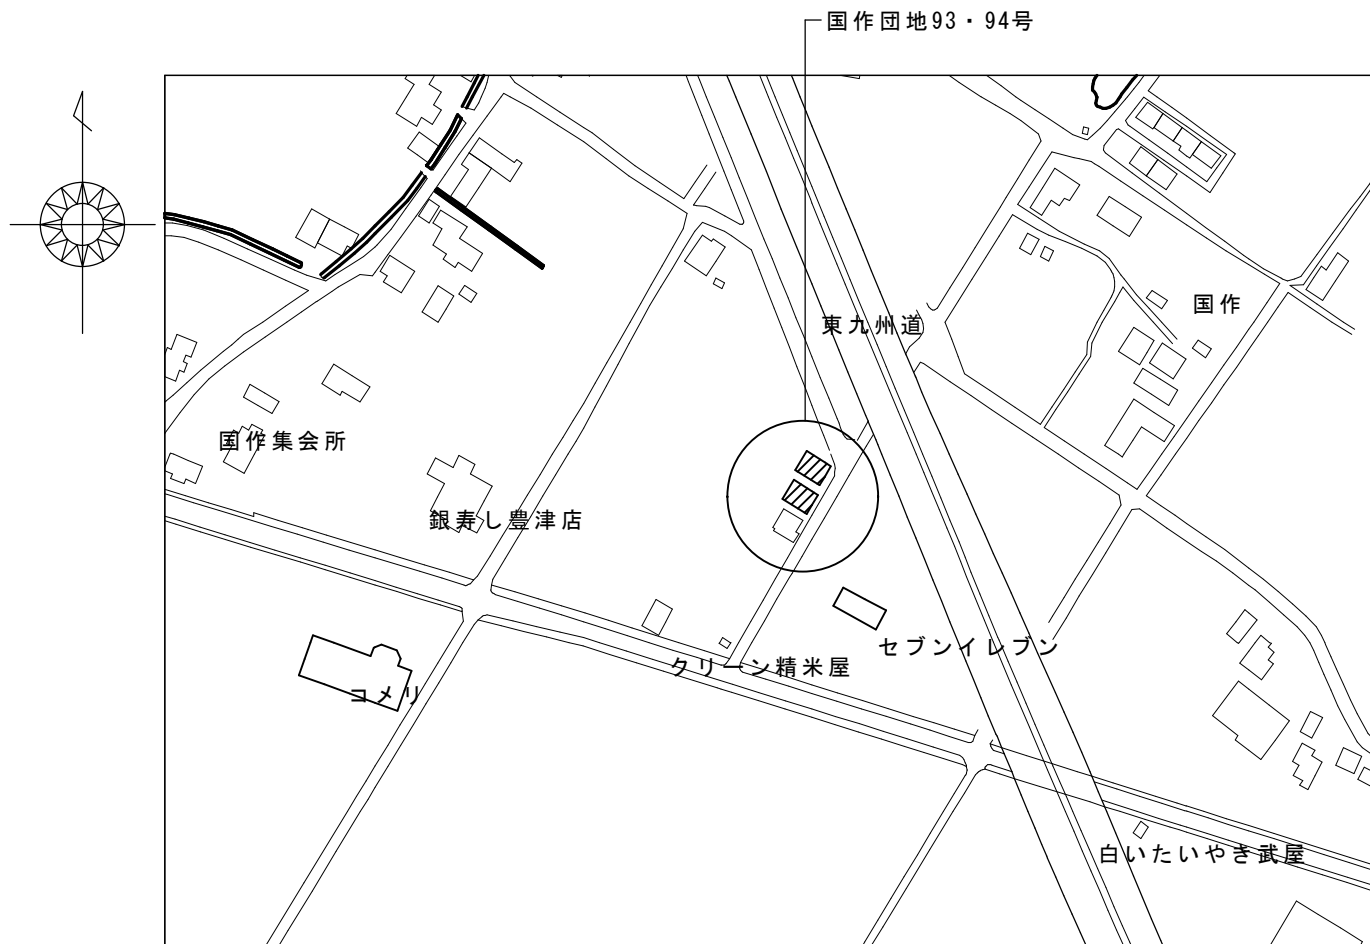 国作団地93・94号
国作
東九州道
国作集会所
銀寿し豊津店
セブンイレブン
クリーン精米屋
コメリ
白いたいやき武屋